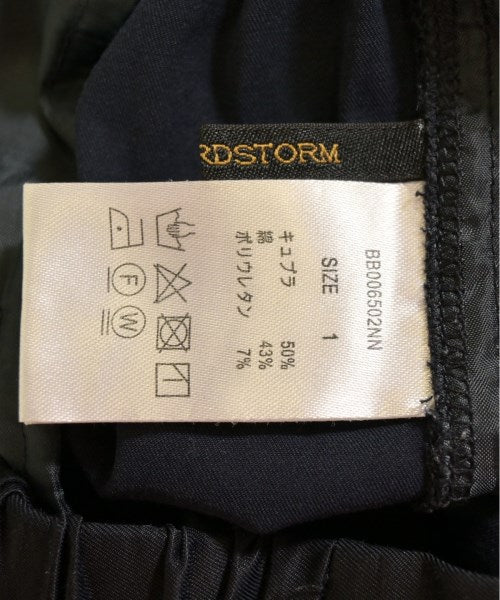 RDSTORM
BB006502NN
SIZE 1
キュプラ 50%
綿 43%
ポリウレタン 7%
F
W